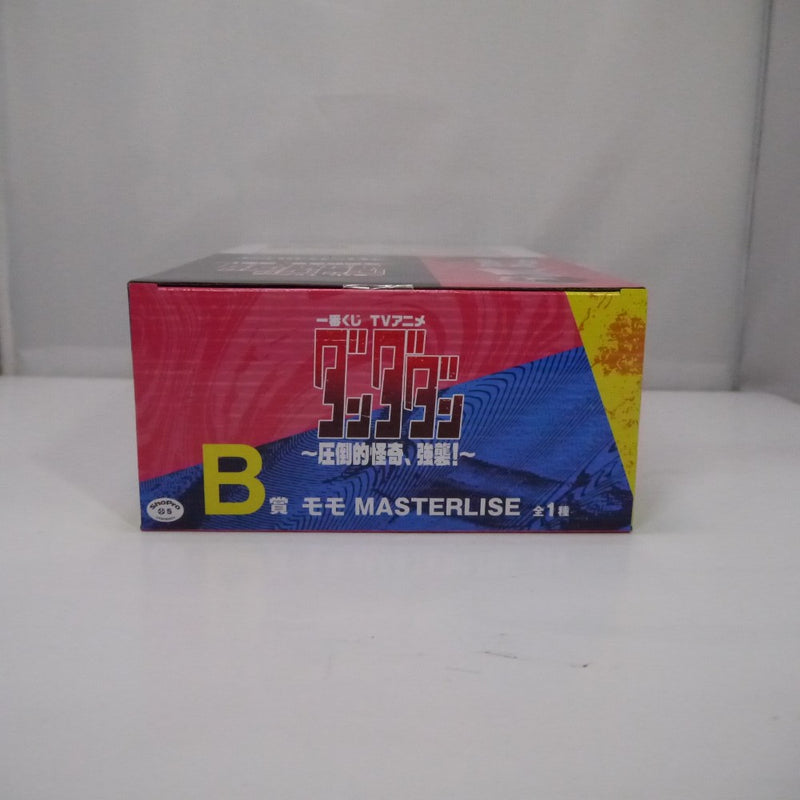 一番くじ TVアニメ
ダンダダン
～圧倒的怪奇、強襲!～
B賞 モモ MASTERLISE 全1種
ShoPro